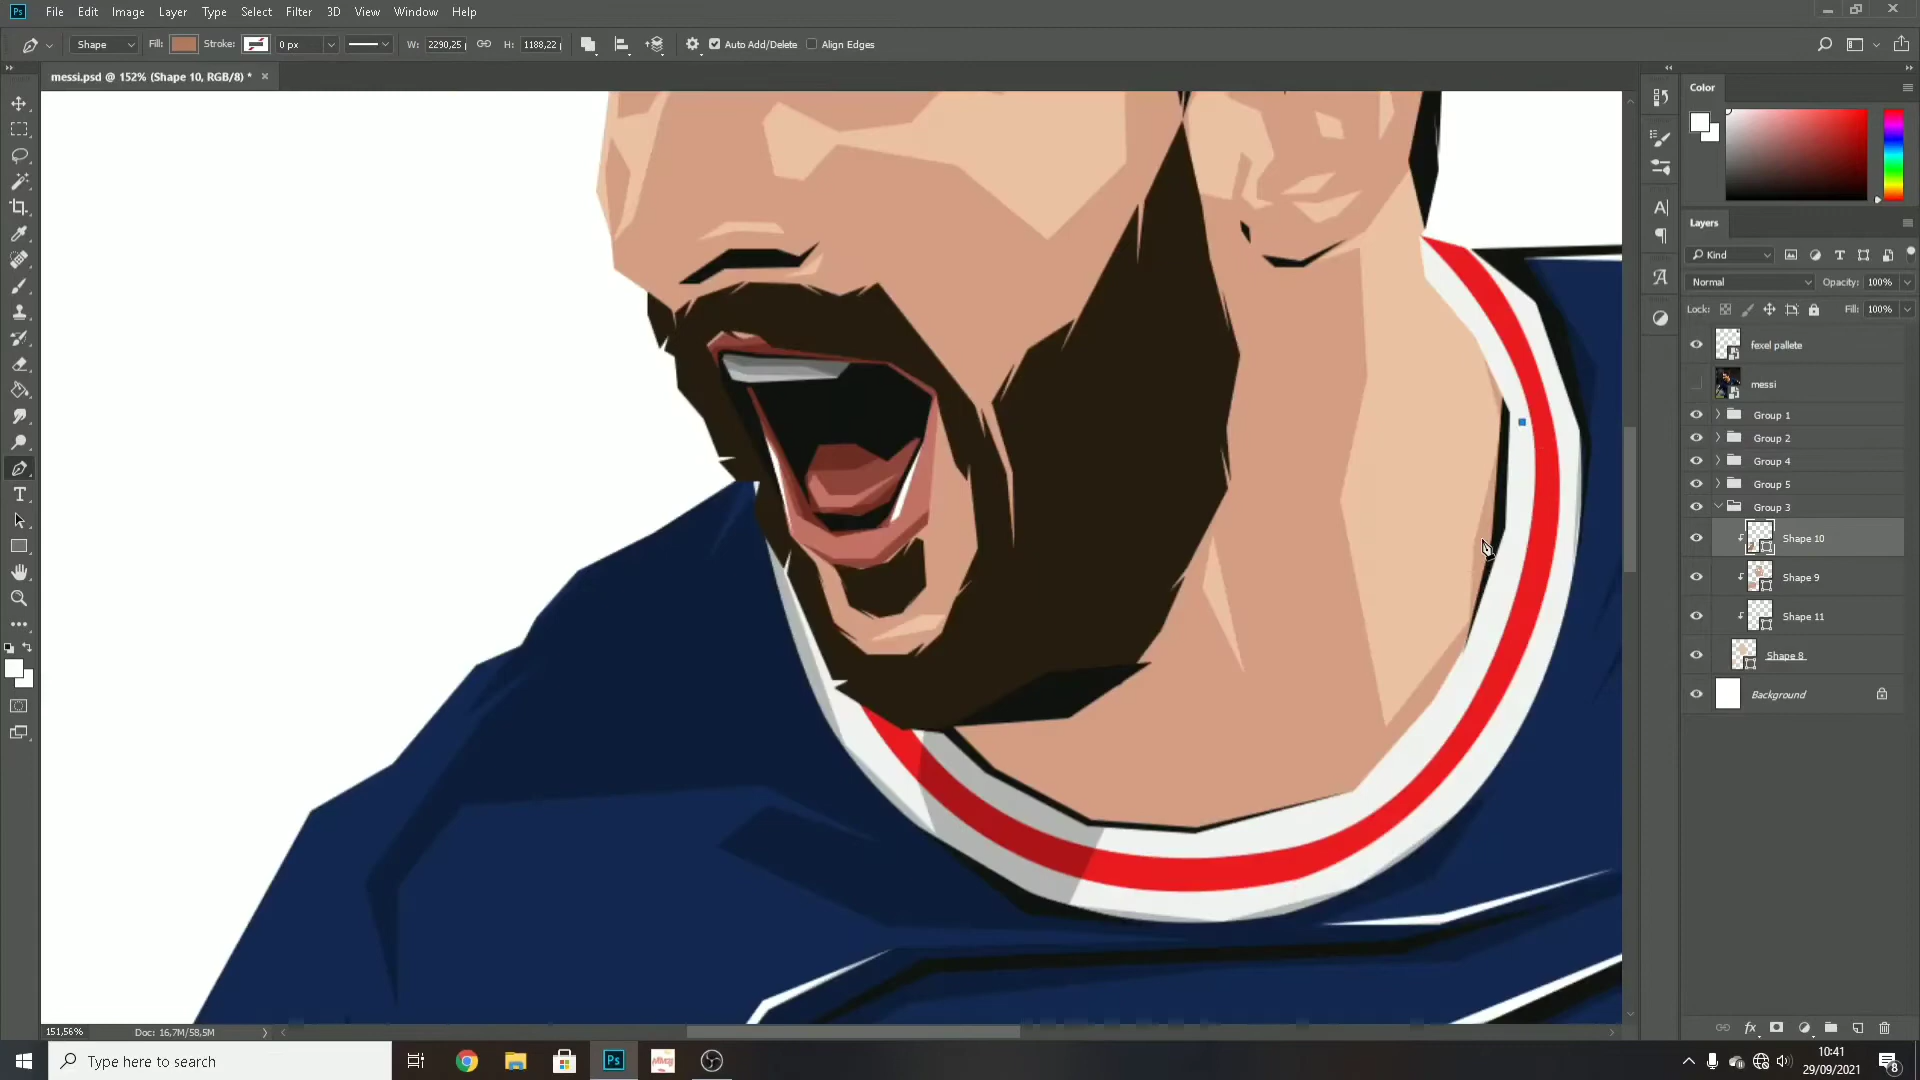 Ps File Edit Image Layer Type Select Filter 3D View Window Help
Shape Fill: Stroke: 0 px W: 2290,25 H: 1188,22 Auto Add/Delete Align Edges
messi.psd @ 152% (Shape 10, RGB/8) * ×
Color
Layers
Kind
Normal Opacity: 100%
Lock: Fill: 100%
fexel pallete
messi
Group 1
Group 2
Group 4
Group 5
Group 3
Shape 10
Shape 9
Shape 11
Shape 8
Background
151,56% Doc: 16,7M/58,5M
Type here to search
Ps
10:41
29/09/2021
8